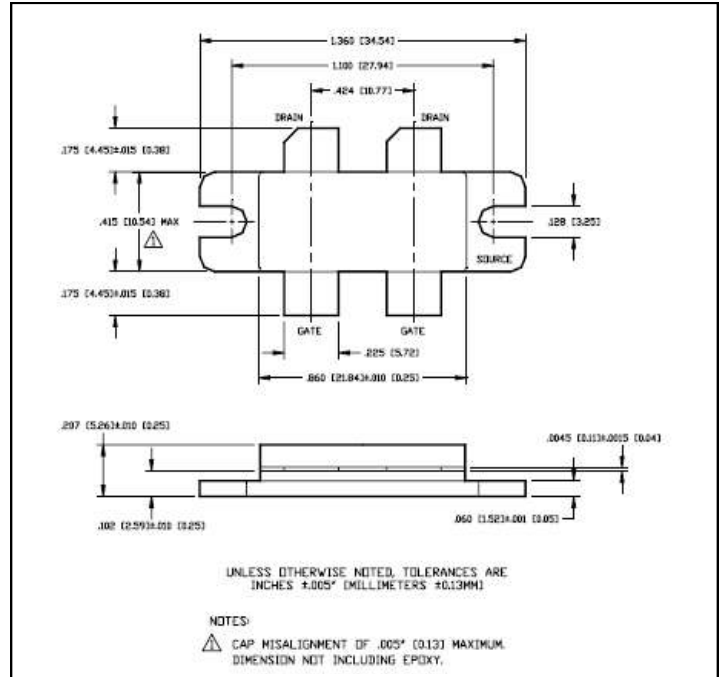 1.360 [34.54]
1.100 [27.94]
.424 [10.77]
DRAIN
DRAIN
.175 [4.45]±.015 [0.38]
.415 [10.54] MAX
1
.128 [3.25]
SOURCE
.175 [4.45]±.015 [0.38]
GATE
GATE
.225 [5.72]
.860 [21.84]±.010 [0.25]
.207 [5.26]±.010 [0.25]
.0045 [0.11]±.0015 [0.04]
.102 [2.59]±.010 [0.25]
.060 [1.52]±.001 [0.05]
UNLESS OTHERWISE NOTED, TOLERANCES ARE
INCHES ±.005" [MILLIMETERS ±0.13MM]
NOTES:
1 CAP MISALIGNMENT OF .005" [0.13] MAXIMUM.
DIMENSION NOT INCLUDING EPOXY.